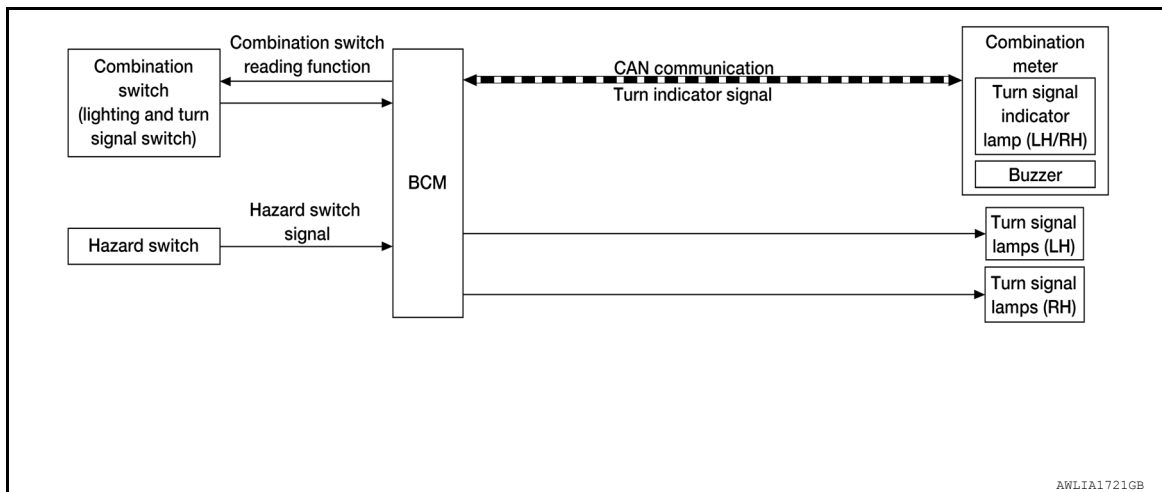 Combination
switch
(lighting and turn
signal switch)
Combination switch
reading function
Hazard switch
Hazard switch
signal
BCM
CAN communication
Turn indicator signal
Combination
meter
Turn signal
indicator
lamp (LH/RH)
Buzzer
Turn signal
lamps (LH)
Turn signal
lamps (RH)
AWLIA1721GB